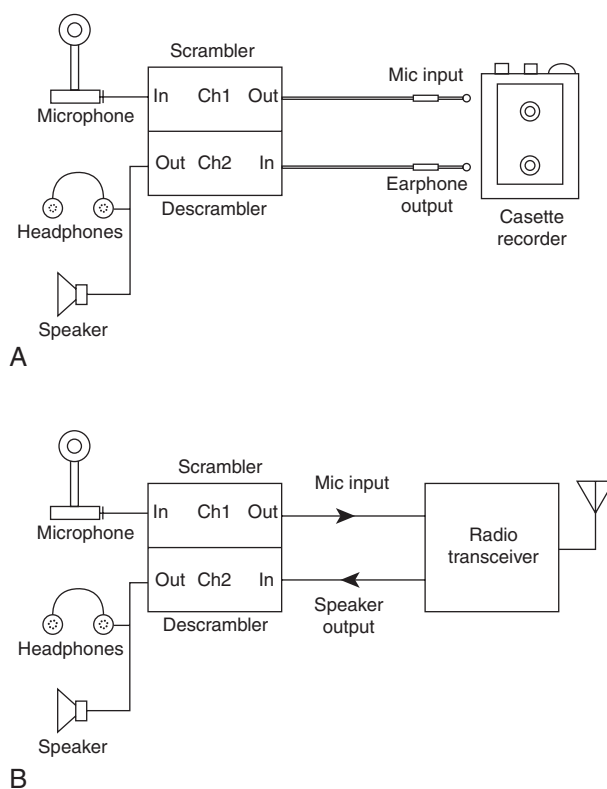 Scrambler
Mic input
In Ch1 Out
Microphone
Out Ch2 In
Earphone
output
Descrambler
Headphones
Casette
recorder
Speaker
A
Scrambler
Mic input
In Ch1 Out
Microphone
Radio
transceiver
Out Ch2 In
Speaker
output
Descrambler
Headphones
Speaker
B